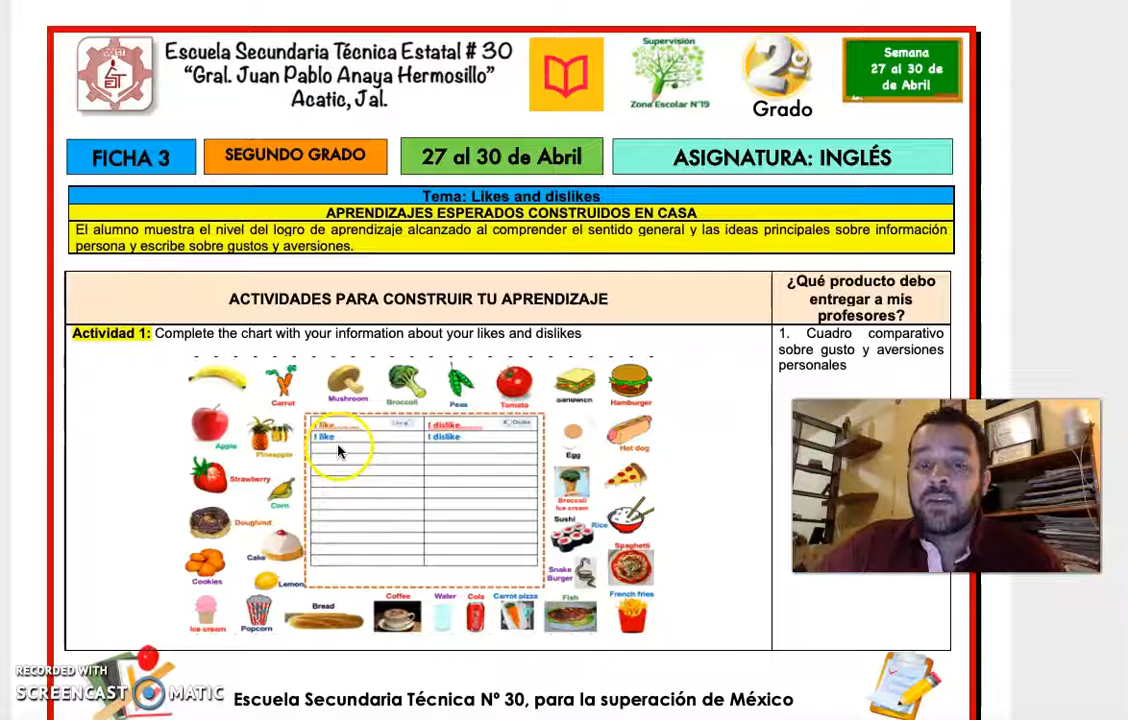 Escuela Secundaria Técnica Estatal # 30
“Gral. Juan Pablo Anaya Hermosillo”
Acatic, Jal.
Supervisión
Zona Escolar N°19
2°
Grado
Semana
27 al 30 de
de Abril
FICHA 3
SEGUNDO GRADO
27 al 30 de Abril
ASIGNATURA: INGLÉS
Tema: Likes and dislikes
APRENDIZAJES ESPERADOS CONSTRUIDOS EN CASA
El alumno muestra el nivel del logro de aprendizaje alcanzado al comprender el sentido general y las ideas principales sobre información
persona y escribe sobre gustos y aversiones.
ACTIVIDADES PARA CONSTRUIR TU APRENDIZAJE
¿Qué producto debo
entregar a mis
profesores?
Actividad 1: Complete the chart with your information about your likes and dislikes
1. Cuadro comparativo
sobre gusto y aversiones
personales
Carrot
Mushroom
Broccoli
Peas
Tomato
Sandwich
Hamburger
I like........
Like
I dislike........
Dislike
I like
I dislike
Apple
Pineapple
Egg
Hot dog
Strawberry
Corn
Broccoli
Ice cream
Doughnut
Sushi
Rice
Cake
Spaghetti
Cookies
Lemon
Snake
Burger
Ice cream
Popcorn
Bread
Coffee
Water
Cola
Carrot pizza
Fish
French fries
RECORDED WITH
SCREENCAST MATIC
Escuela Secundaria Técnica Nº 30, para la superación de México